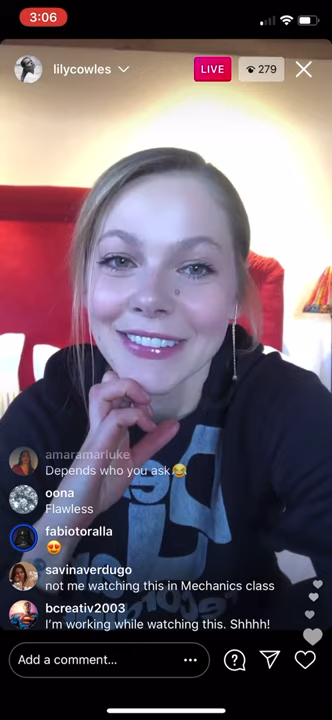 3:06
lilycowles
LIVE
279
amaramarluke
Depends who you ask😂
oona
Flawless
fabiotoralla
😍
savinaverdugo
not me watching this in Mechanics class
bcreativ2003
I'm working while watching this. Shhhh!
Add a comment...